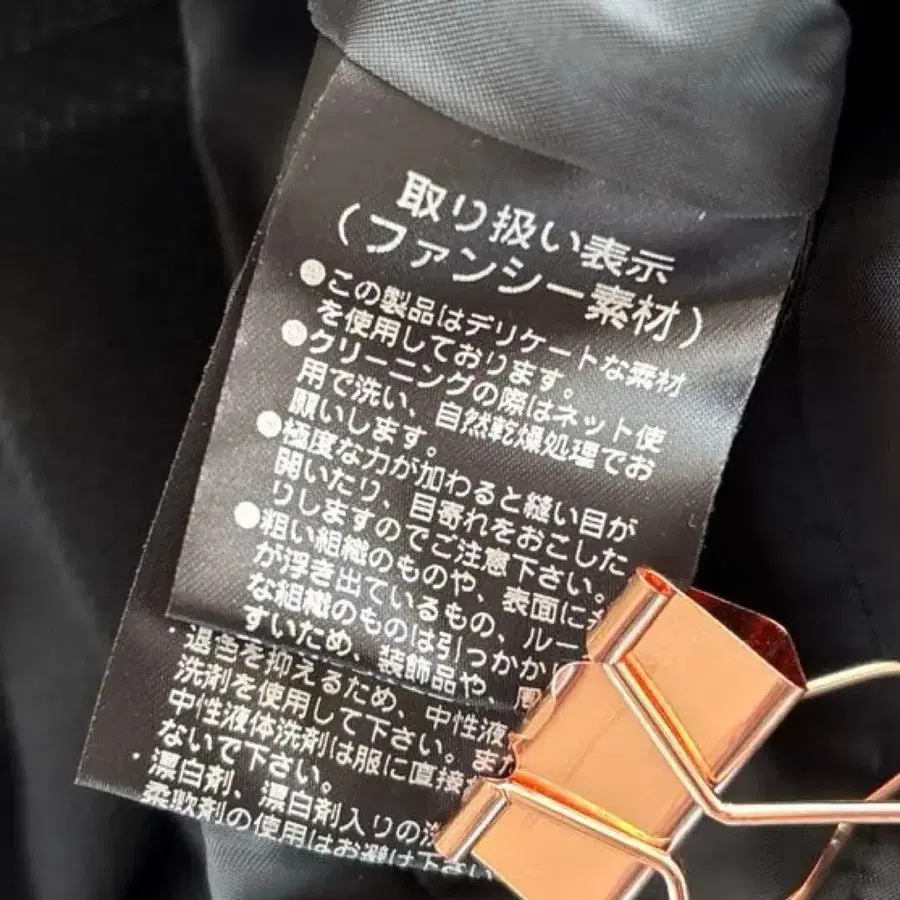 取り扱い表示
（ファンシー素材）
●この製品はデリケートな素材
を使用しております。
●クリーニングの際はネット使
用で洗い、自然乾燥処理でお
願いします。
●極度な力が加わると縫い目が
開いたり、目寄れをおこした
りしますのでご注意下さい。
●粗い組織のものや、表面に
が浮き出ているもの、ルー
な組織のものは引っかか
すいため、装飾品や、周
・退色を抑えるため、中性液
洗剤を使用して下さい。また
中性液体洗剤は服に直接
ないで下さい。
・漂白剤、漂白剤入りの洗
柔軟剤の使用はお避け下さい